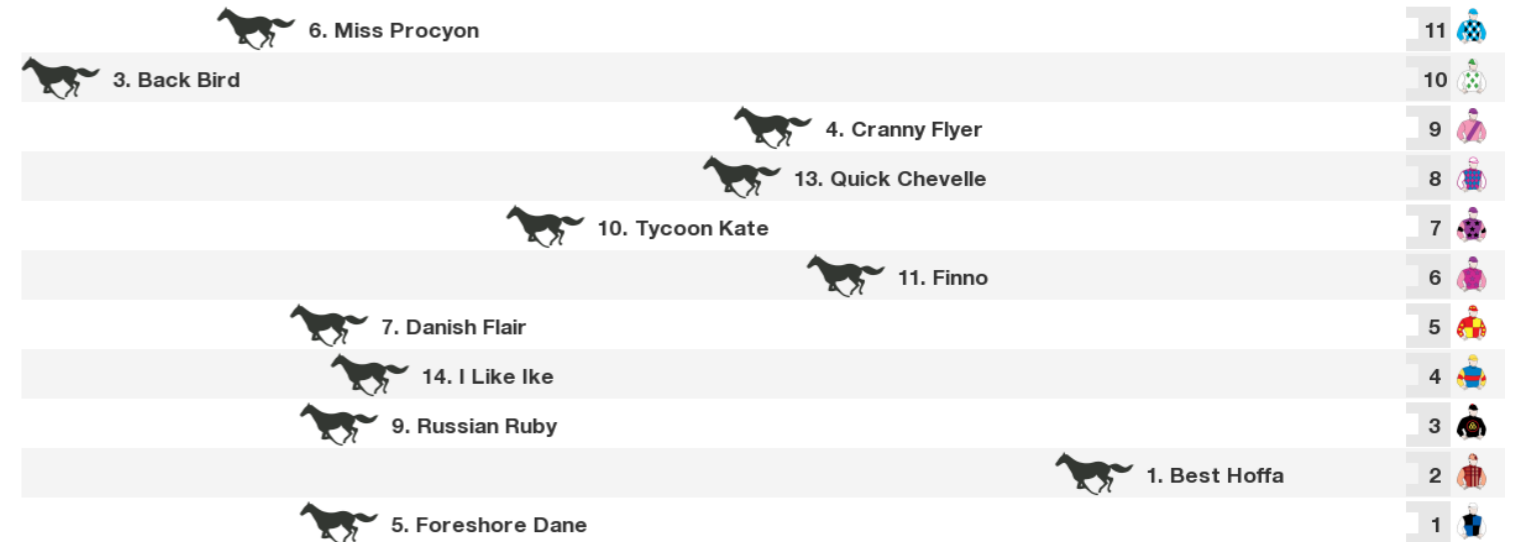 6. Miss Procyon 11
3. Back Bird 10
4. Cranny Flyer 9
13. Quick Chevelle 8
10. Tycoon Kate 7
11. Finno 6
7. Danish Flair 5
14. I Like Ike 4
9. Russian Ruby 3
1. Best Hoffa 2
5. Foreshore Dane 1